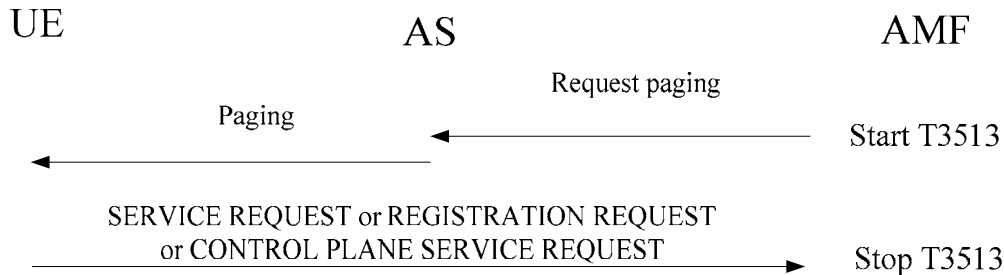 UE
AS
AMF
Request paging
Paging
Start T3513
SERVICE REQUEST or REGISTRATION REQUEST
or CONTROL PLANE SERVICE REQUEST
Stop T3513